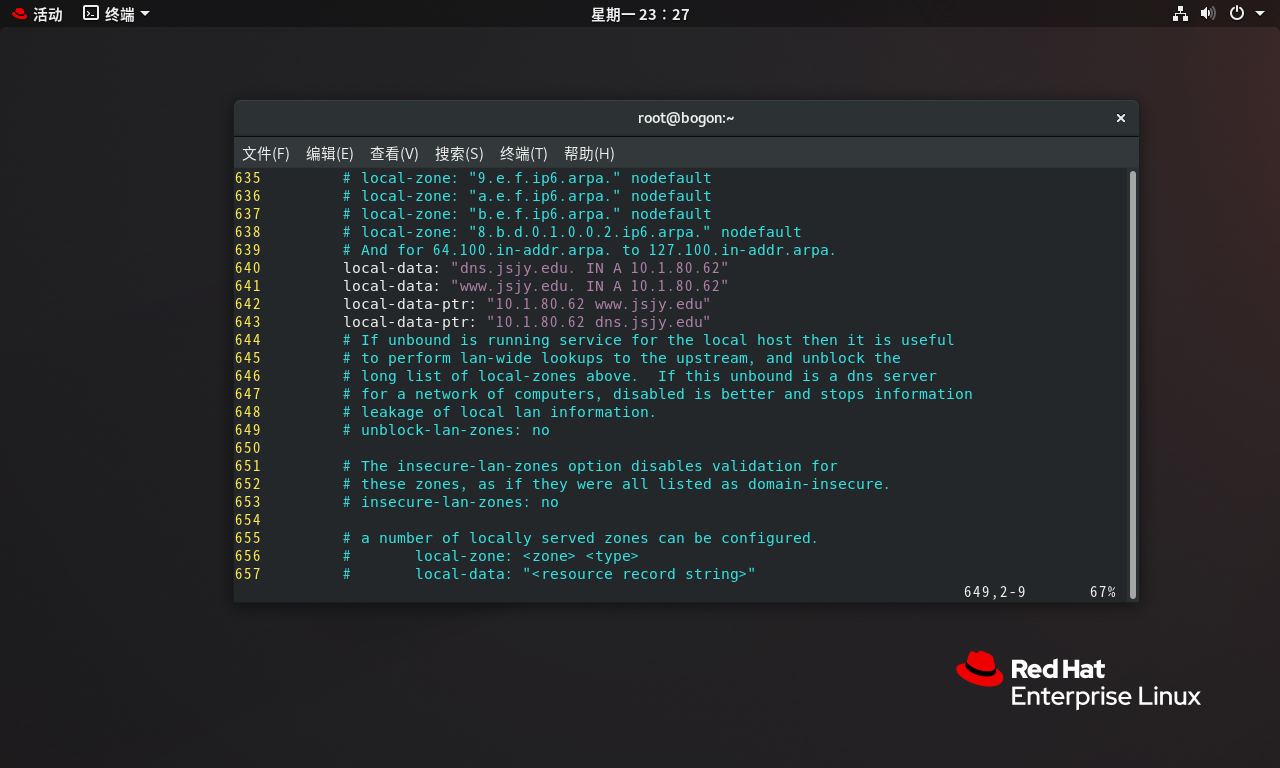 活动 终端 星期一 23：27
root@bogon:~
文件(F) 编辑(E) 查看(V) 搜索(S) 终端(T) 帮助(H)
635         # local-zone: "9.e.f.ip6.arpa." nodefault
636         # local-zone: "a.e.f.ip6.arpa." nodefault
637         # local-zone: "b.e.f.ip6.arpa." nodefault
638         # local-zone: "8.b.d.0.1.0.0.2.ip6.arpa." nodefault
639         # And for 64.100.in-addr.arpa. to 127.100.in-addr.arpa.
640         local-data: "dns.jsjy.edu. IN A 10.1.80.62"
641         local-data: "www.jsjy.edu. IN A 10.1.80.62"
642         local-data-ptr: "10.1.80.62 www.jsjy.edu"
643         local-data-ptr: "10.1.80.62 dns.jsjy.edu"
644         # If unbound is running service for the local host then it is useful
645         # to perform lan-wide lookups to the upstream, and unblock the
646         # long list of local-zones above.  If this unbound is a dns server
647         # for a network of computers, disabled is better and stops information
648         # leakage of local lan information.
649         # unblock-lan-zones: no
650
651         # The insecure-lan-zones option disables validation for
652         # these zones, as if they were all listed as domain-insecure.
653         # insecure-lan-zones: no
654
655         # a number of locally served zones can be configured.
656         #       local-zone: <zone> <type>
657         #       local-data: "<resource record string>"
649,2-9 67%
Red Hat
Enterprise Linux